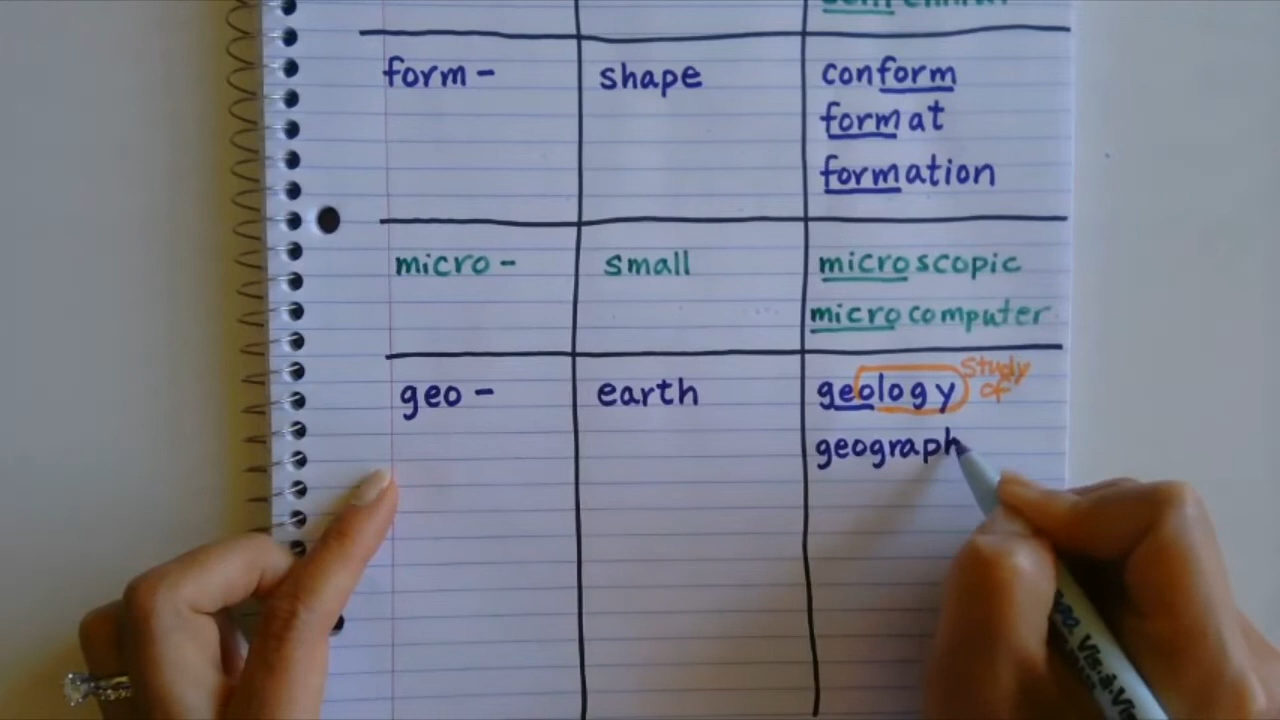 form - shape conform
format
formation
micro - small microscopic
microcomputer
geo - earth geology study of
geograph